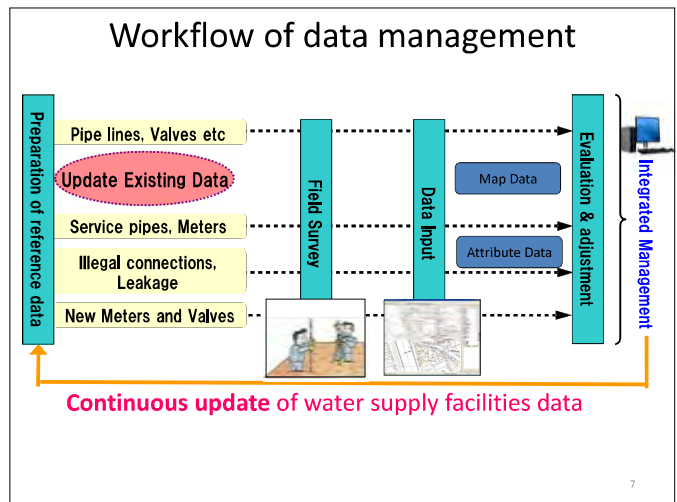 Workflow of data management
Preparation of reference data
Pipe lines, Valves etc
Update Existing Data
Service pipes, Meters
Illegal connections,
Leakage
New Meters and Valves
Field Survey
Data Input
Map Data
Attribute Data
Evaluation & adjustment
Integrated Management
Continuous update of water supply facilities data
7